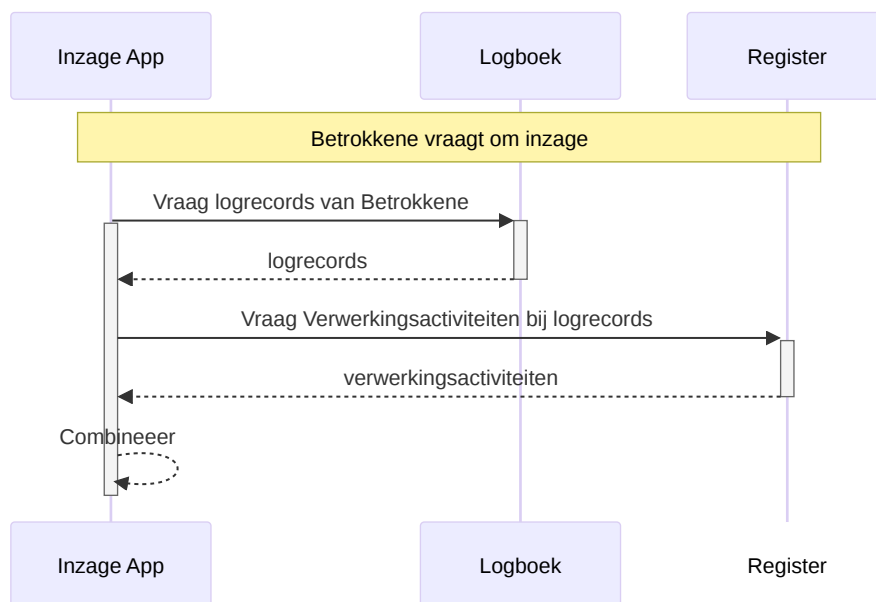 Inzage App
Logboek
Register
Betrokkene vraagt om inzage
Vraag logrecords van Betrokkene
logrecords
Vraag Verwerkingsactiviteiten bij logrecords
verwerkingsactiviteiten
Combineeer
Inzage App
Logboek
Register